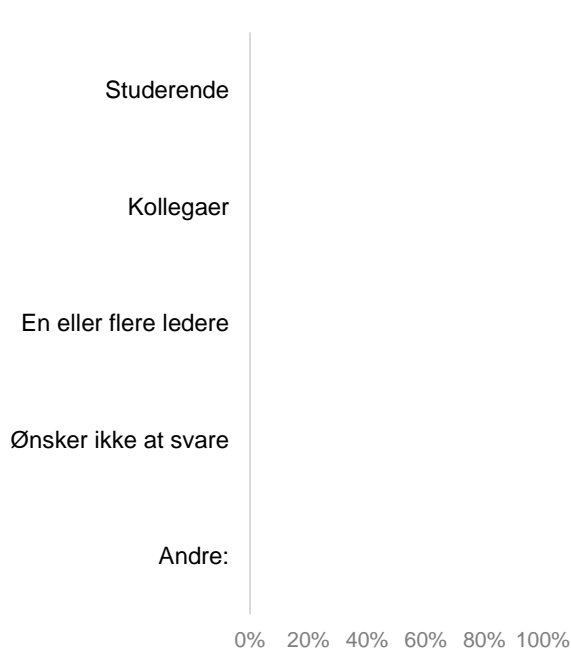 Studerende
Kollegaer
En eller flere ledere
Ønsker ikke at svare
Andre:
0% 20% 40% 60% 80% 100%